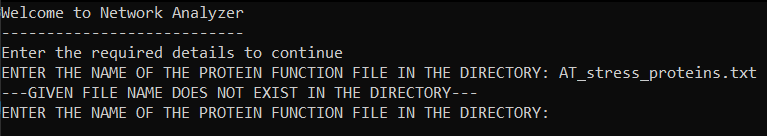 Welcome to Network Analyzer
---------------------------
Enter the required details to continue
ENTER THE NAME OF THE PROTEIN FUNCTION FILE IN THE DIRECTORY: AT_stress_proteins.txt
---GIVEN FILE NAME DOES NOT EXIST IN THE DIRECTORY---
ENTER THE NAME OF THE PROTEIN FUNCTION FILE IN THE DIRECTORY: